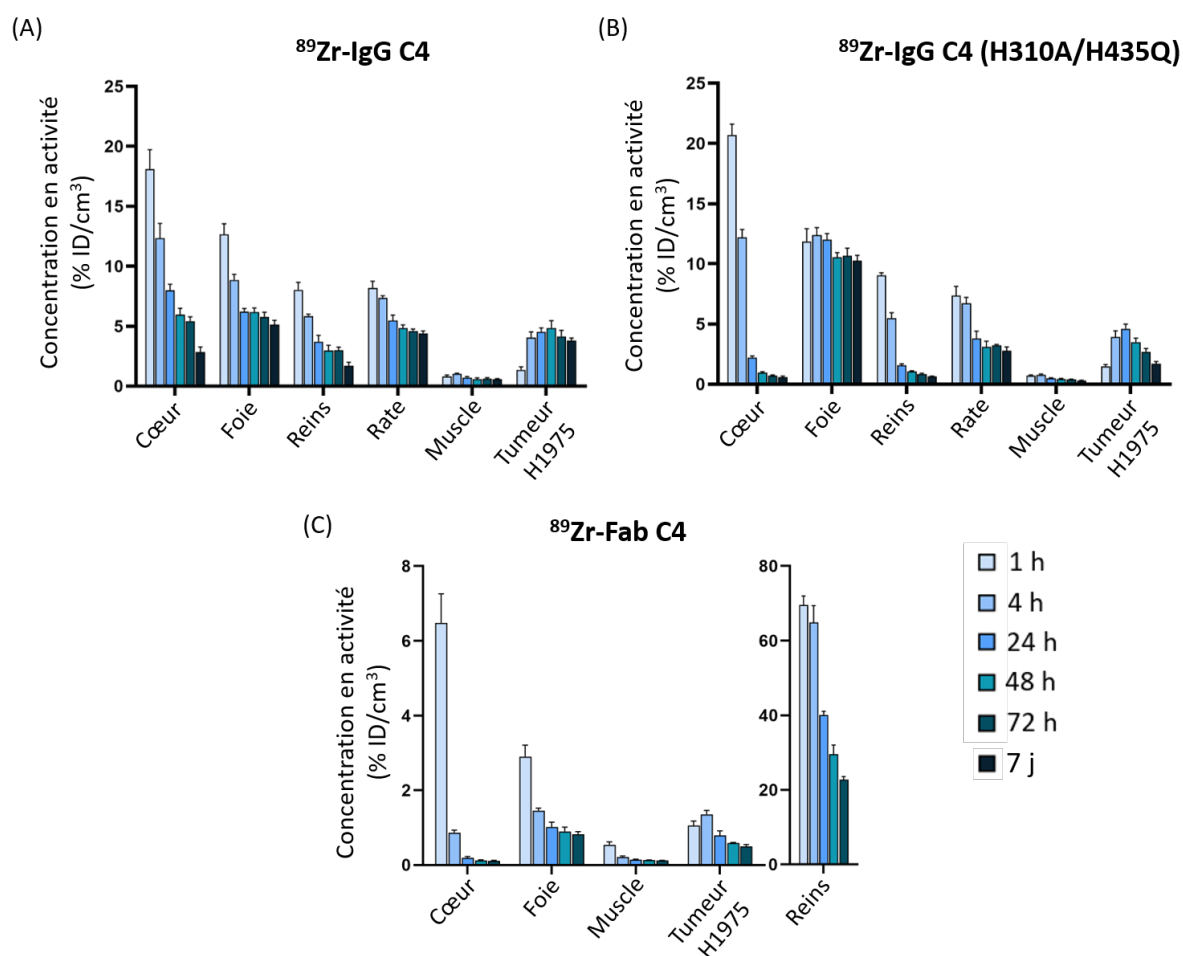 (A)
⁸⁹Zr-IgG C4
Concentration en activité
(% ID/cm³)
25
20
15
10
5
0
Cœur
Foie
Reins
Rate
Muscle
Tumeur
H1975
(B)
⁸⁹Zr-IgG C4 (H310A/H435Q)
Concentration en activité
(% ID/cm³)
25
20
15
10
5
0
Cœur
Foie
Reins
Rate
Muscle
Tumeur
H1975
(C)
⁸⁹Zr-Fab C4
Concentration en activité
(% ID/cm³)
8
6
4
2
0
Cœur
Foie
Muscle
Tumeur
H1975
80
60
40
20
0
Reins
1 h
4 h
24 h
48 h
72 h
7 j